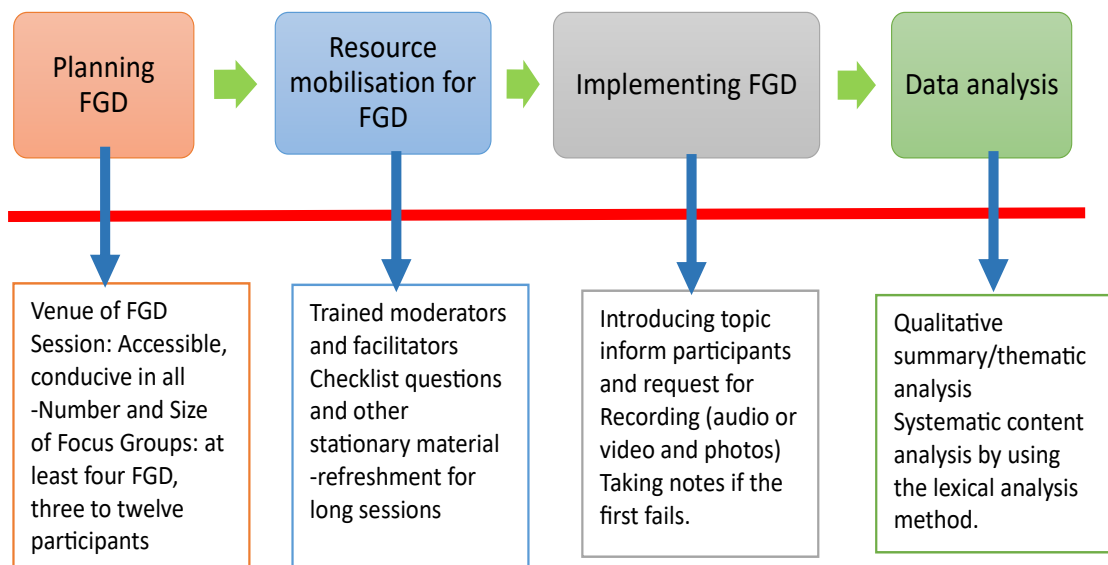 Planning
FGD
Resource
mobilisation for
FGD
Implementing FGD
Data analysis
Venue of FGD
Session: Accessible,
conducive in all
-Number and Size
of Focus Groups: at
least four FGD,
three to twelve
participants
Trained moderators
and facilitators
Checklist questions
and other
stationary material
-refreshment for
long sessions
Introducing topic
inform participants
and request for
Recording (audio or
video and photos)
Taking notes if the
first fails.
Qualitative
summary/thematic
analysis
Systematic content
analysis by using
the lexical analysis
method.